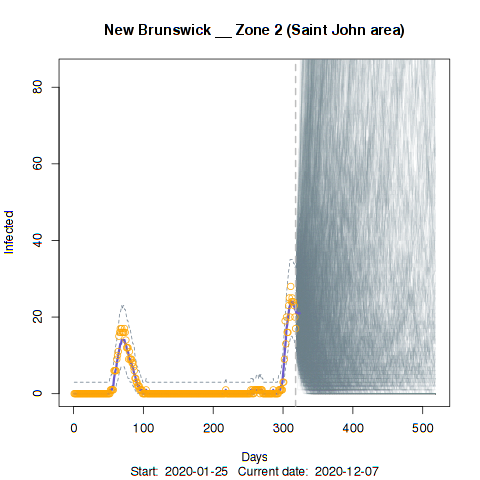 New Brunswick __ Zone 2 (Saint John area)
80
60
40
20
0
Infected
0 100 200 300 400 500
Days
Start: 2020-01-25 Current date: 2020-12-07